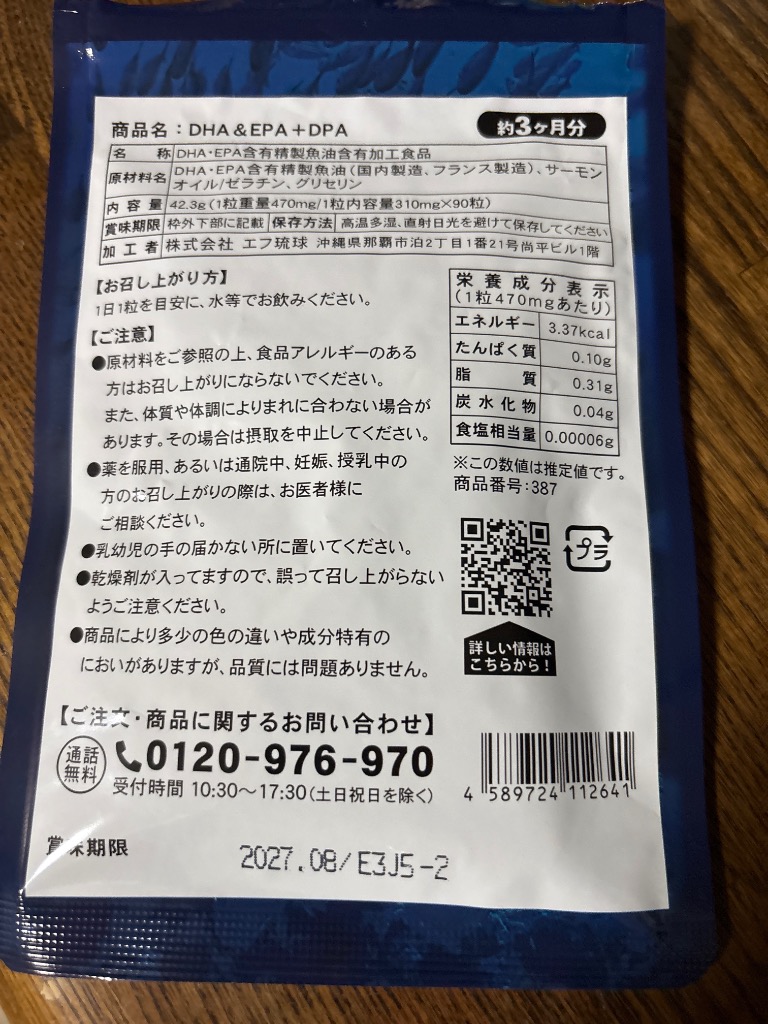 商品名：DHA＆EPA＋DPA
約3ヶ月分
名　　称 DHA・EPA含有精製魚油含有加工食品
原材料名 DHA・EPA含有精製魚油（国内製造、フランス製造）、サーモン
オイル/ゼラチン、グリセリン
内 容 量 42.3g（1粒重量470mg/1粒内容量310mg×90粒）
賞味期限 枠外下部に記載 保存方法 高温多湿、直射日光を避けて保存してください
加 工 者 株式会社 エフ琉球 沖縄県那覇市泊2丁目1番21号尚平ビル1階
【お召し上がり方】
1日1粒を目安に、水等でお飲みください。
【ご注意】
●原材料をご参照の上、食品アレルギーのある
方はお召し上がりにならないでください。
また、体質や体調によりまれに合わない場合が
あります。その場合は摂取を中止してください。
●薬を服用、あるいは通院中、妊娠、授乳中の
方のお召し上がりの際は、お医者様に
ご相談ください。
●乳幼児の手の届かない所に置いてください。
●乾燥剤が入ってますので、誤って召し上がらない
ようご注意ください。
●商品により多少の色の違いや成分特有の
においがありますが、品質には問題ありません。
栄養成分表示
（1粒470mgあたり）
エネルギー 3.37kcal
たんぱく質 0.10g
脂　　質 0.31g
炭水化物 0.04g
食塩相当量 0.00006g
※この数値は推定値です。
商品番号：387
プラ
詳しい情報は
こちらから！
【ご注文・商品に関するお問い合わせ】
通話
無料
0120-976-970
受付時間 10:30～17:30（土日祝日を除く）
4 589724 112641
賞味期限
2027.08/E3J5-2